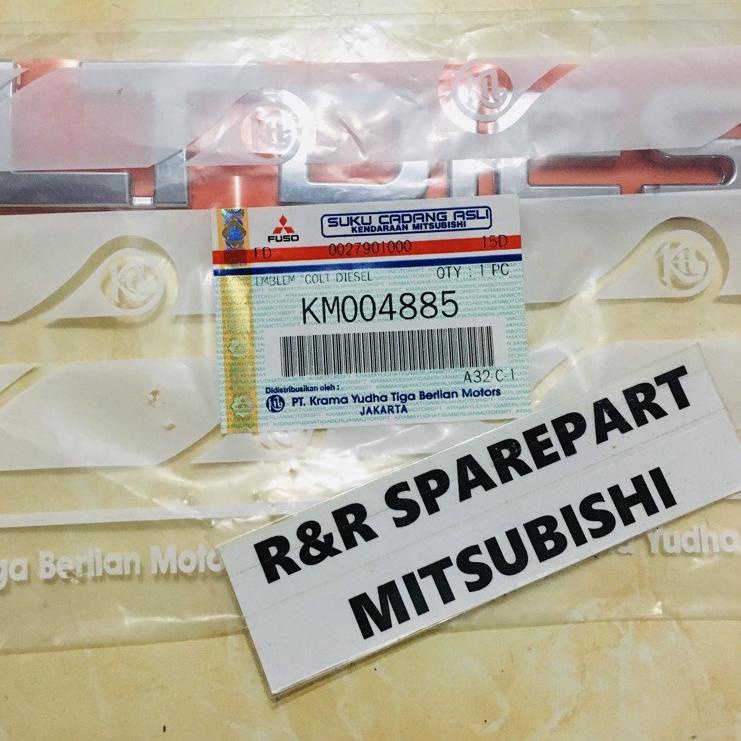 FUSO
SUKU CADANG ASLI
KENDARAAN MITSUBISHI
FD 0027901000 15D
EMBLEM "COLT DIESEL QTY : 1 PC
KM004885
A32-C-1
Didistribusikan oleh :
KTB PT. Krama Yudha Tiga Berlian Motors
JAKARTA
R&R SPAREPART
MITSUBISHI
ga Berlian Moto
Yudha